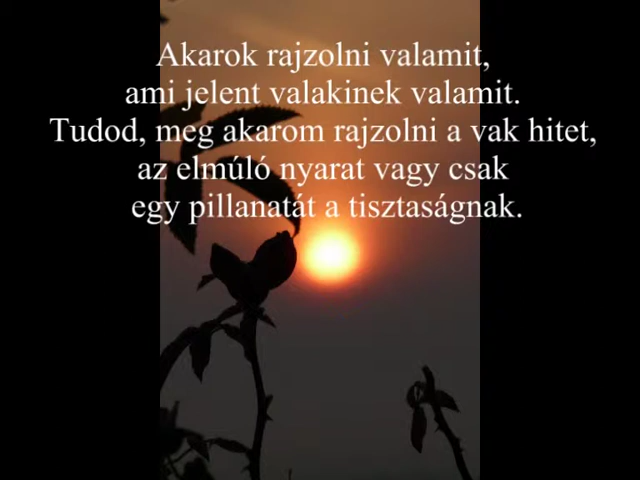 Akarok rajzolni valamit,
ami jelent valakinek valamit.
Tudod, meg akarom rajzolni a vak hitet,
az elmúló nyarat vagy csak
egy pillanatát a tisztaságnak.